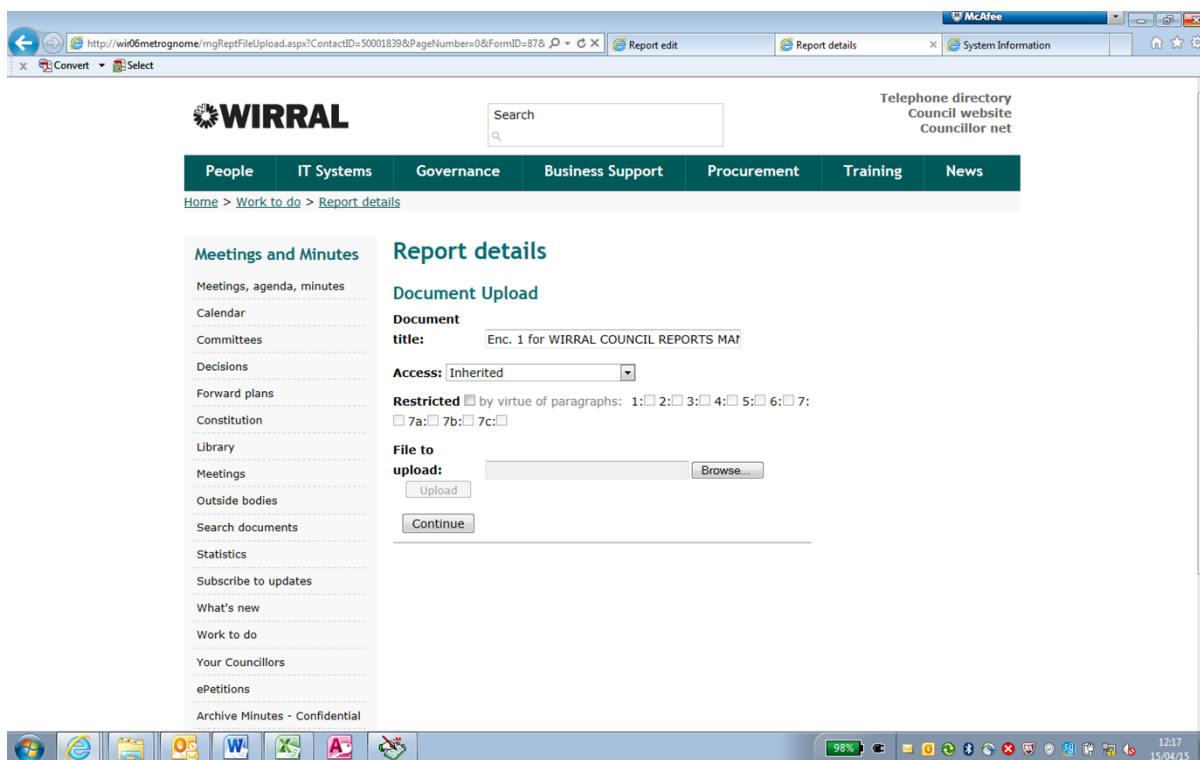 McAfee
http://wir06metrognome/mgReptFileUpload.aspx?ContactID=50001839&PageNumber=0&FormID=87&
Report edit
Report details
System Information
x Convert Select
WIRRAL
Search
Telephone directory
Council website
Councillor net
People IT Systems Governance Business Support Procurement Training News
Home > Work to do > Report details
Meetings and Minutes
Meetings, agenda, minutes
Calendar
Committees
Decisions
Forward plans
Constitution
Library
Meetings
Outside bodies
Search documents
Statistics
Subscribe to updates
What's new
Work to do
Your Councillors
ePetitions
Archive Minutes - Confidential
Report details
Document Upload
Document
title: Enc. 1 for WIRRAL COUNCIL REPORTS MAN
Access: Inherited
Restricted by virtue of paragraphs: 1: 2: 3: 4: 5: 6: 7:
7a: 7b: 7c:
File to
upload: Browse...
Upload
Continue
98%
12:17
15/04/15